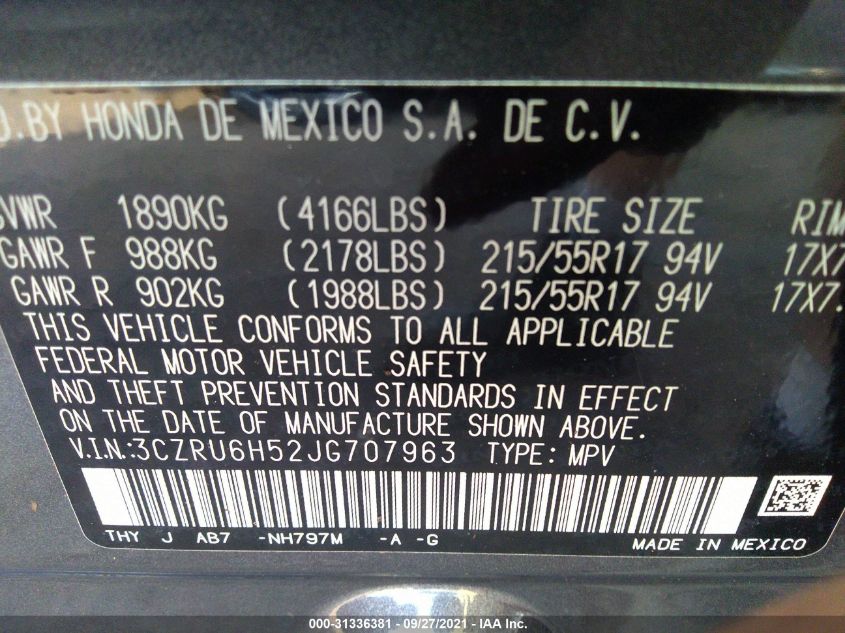 D.BY HONDA DE MEXICO S.A. DE C.V.
GVWR 1890KG (4166LBS) TIRE SIZE RIM
GAWR F 988KG (2178LBS) 215/55R17 94V 17X7
GAWR R 902KG (1988LBS) 215/55R17 94V 17X7.
THIS VEHICLE CONFORMS TO ALL APPLICABLE
FEDERAL MOTOR VEHICLE SAFETY
AND THEFT PREVENTION STANDARDS IN EFFECT
ON THE DATE OF MANUFACTURE SHOWN ABOVE.
V.I.N.:3CZRU6H52JG707963 TYPE: MPV
THY J AB7 -NH797M -A -G
MADE IN MEXICO
000-31336381 - 09/27/2021 - IAA Inc.